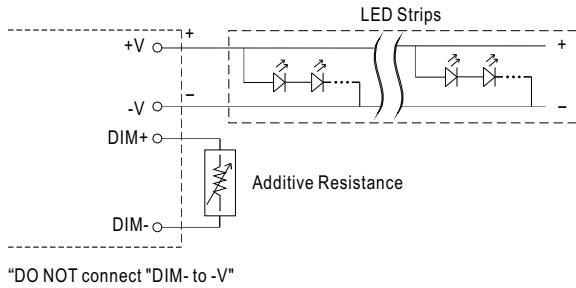 LED Strips
+V
+
+
-V
–
–
DIM+
Additive Resistance
DIM-
“DO NOT connect "DIM- to -V"